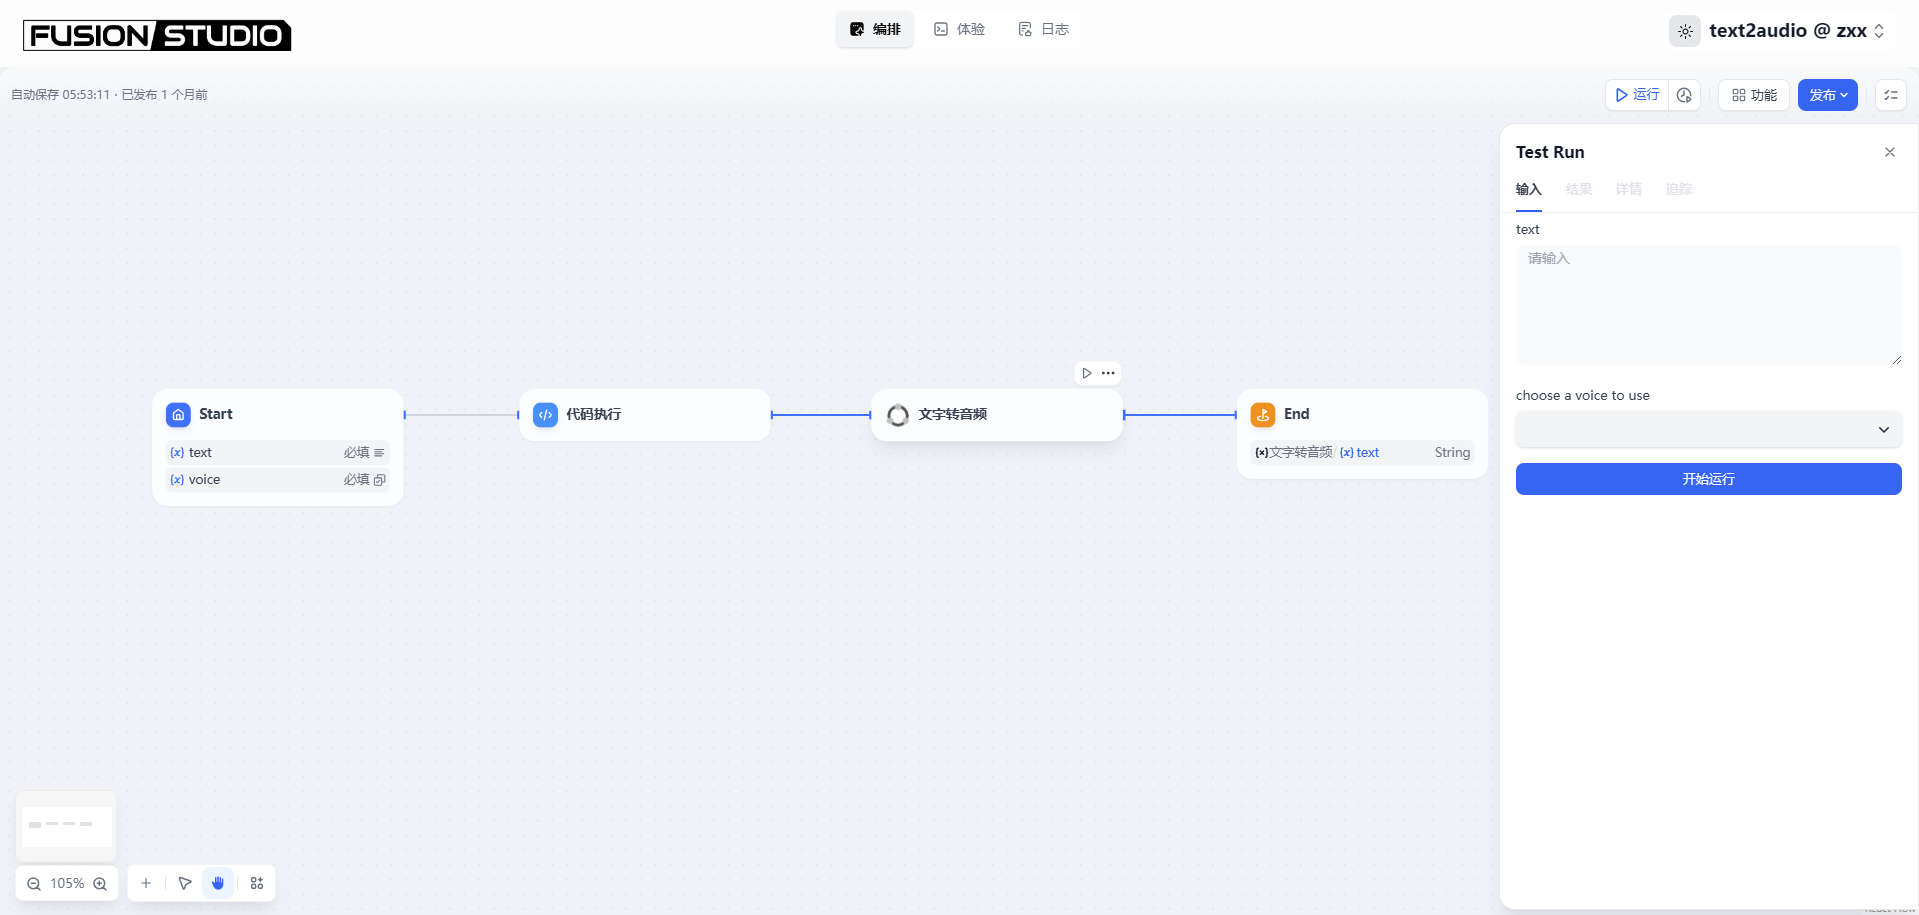 FUSION STUDIO
编排
体验
日志
text2audio @ zxx
自动保存 05:53:11 · 已发布 1 个月前
运行
功能
发布
Test Run
输入
结果
详情
追踪
text
请输入
choose a voice to use
开始运行
Start
text
必填
voice
必填
代码执行
文字转音频
End
文字转音频/
text
String
105%